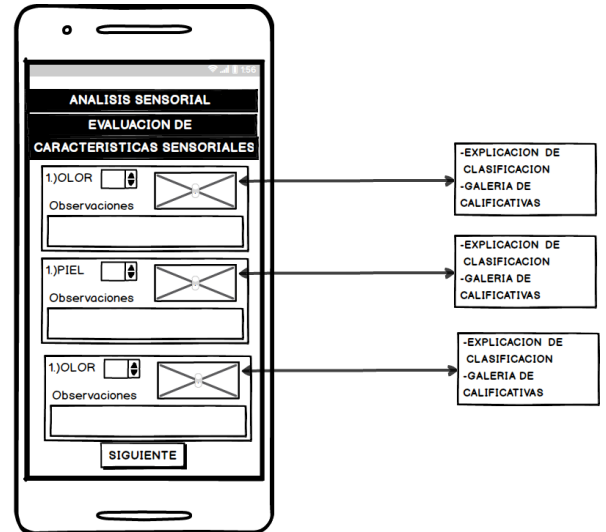 156
ANALISIS SENSORIAL
EVALUACION DE
CARACTERISTICAS SENSORIALES
1.)OLOR
Observaciones
-EXPLICACION DE
CLASIFICACION
-GALERIA DE
CALIFICATIVAS
1.)PIEL
Observaciones
-EXPLICACION DE
CLASIFICACION
-GALERIA DE
CALIFICATIVAS
1.)OLOR
Observaciones
-EXPLICACION DE
CLASIFICACION
-GALERIA DE
CALIFICATIVAS
SIGUIENTE